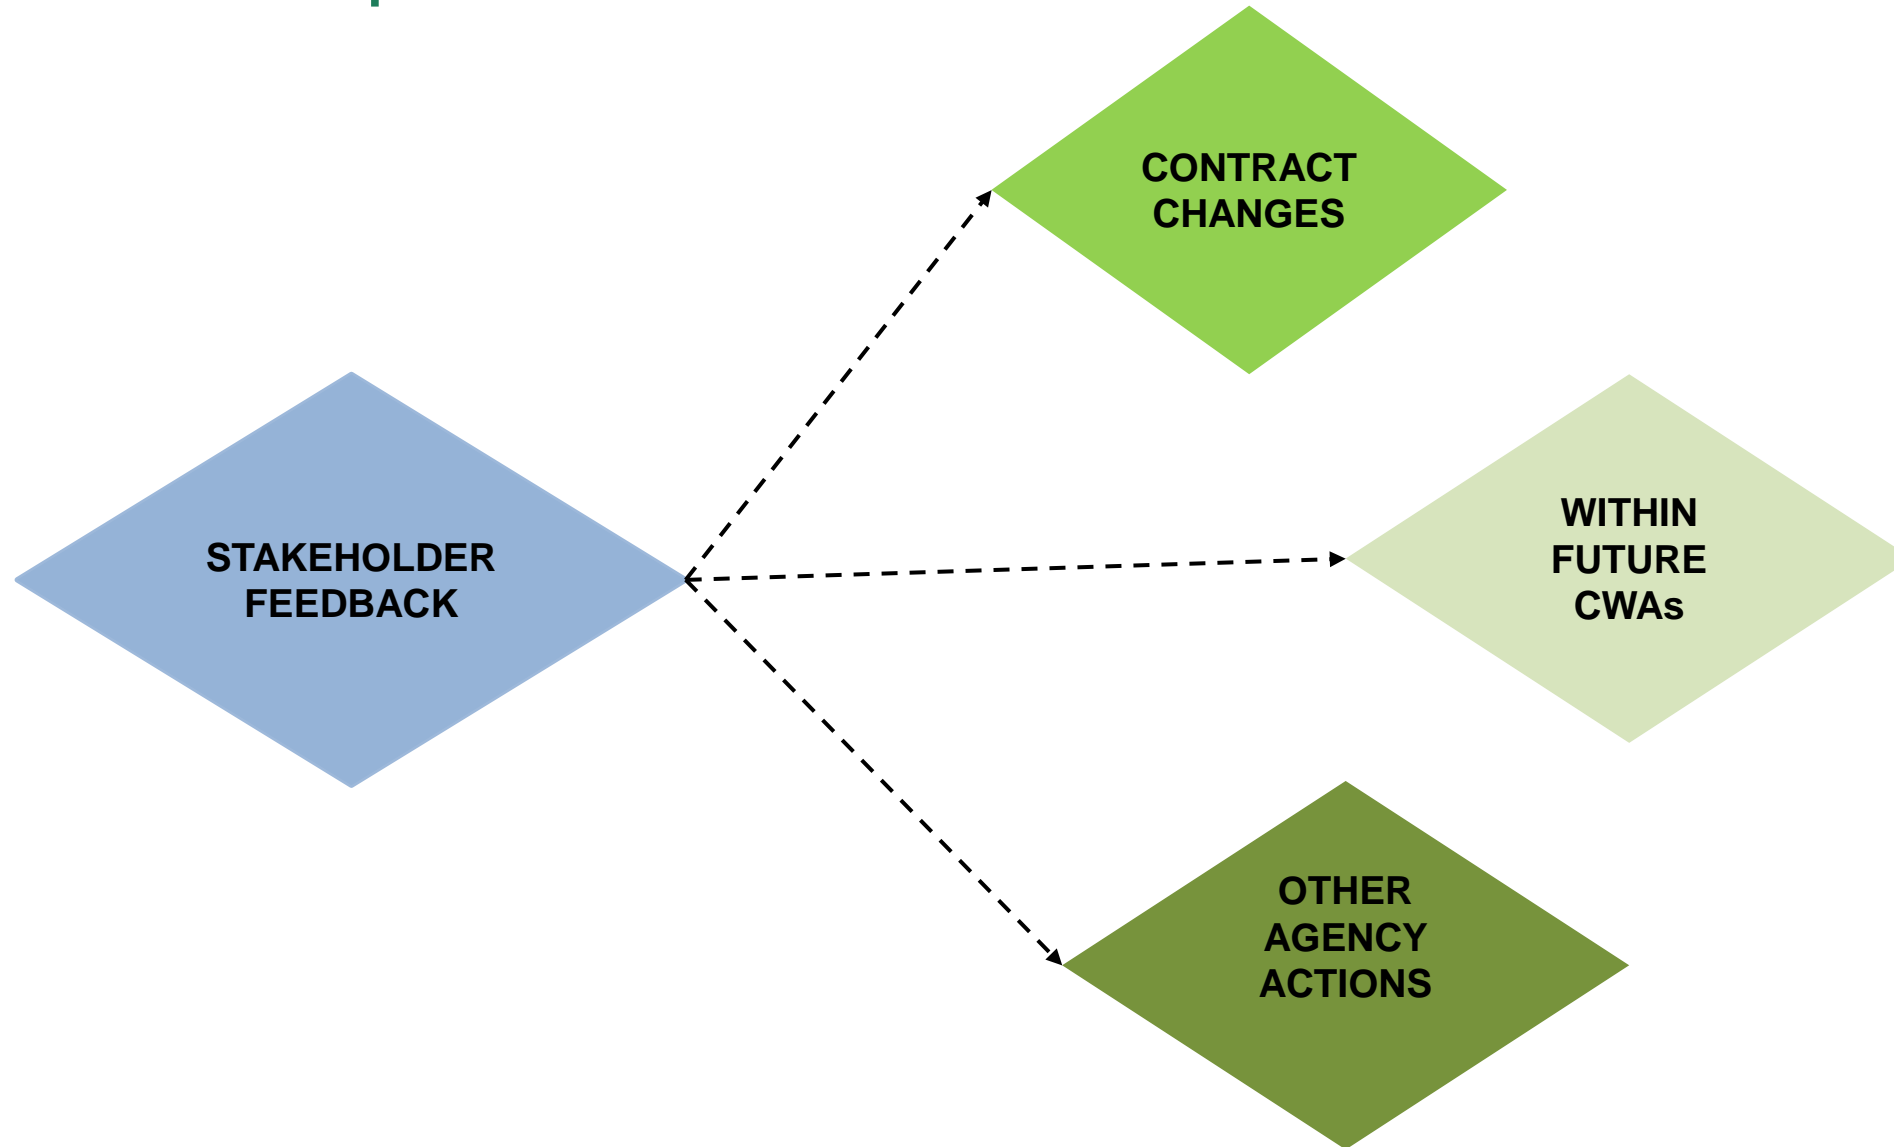 CONTRACT
CHANGES
STAKEHOLDER
FEEDBACK
WITHIN
FUTURE
CWAs
OTHER
AGENCY
ACTIONS